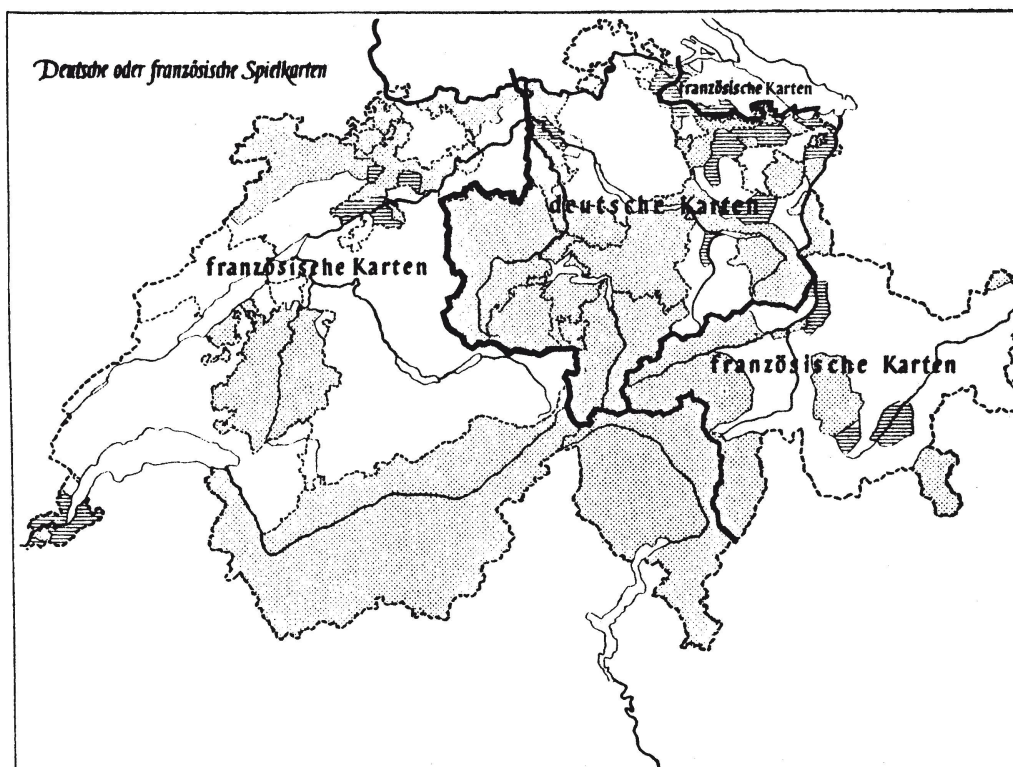 Deutsche oder französische Spielkarten
französische Karten
deutsche Karten
französische Karten
französische Karten